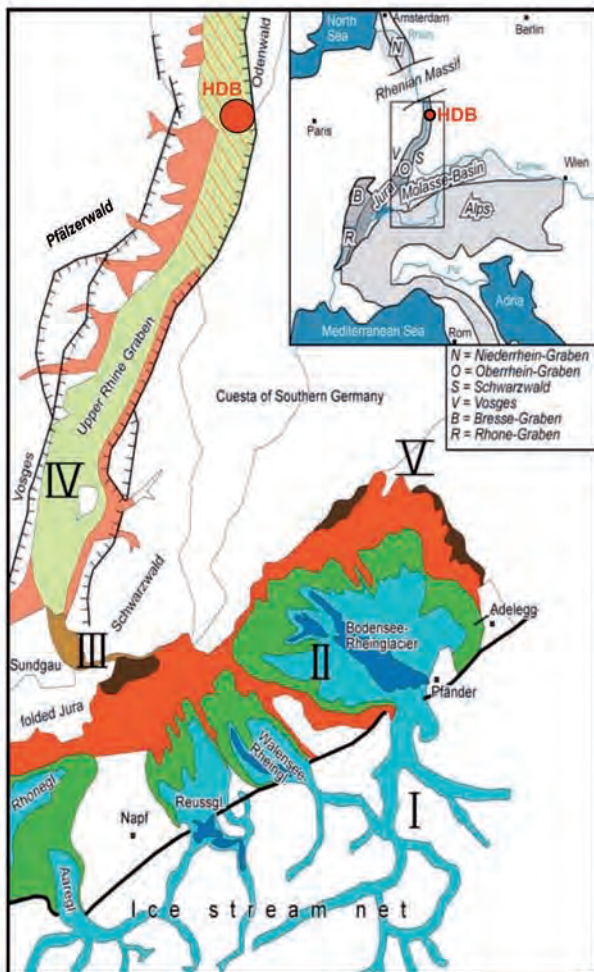 HDB
Odenwald
Pfälzerwald
Upper Rhine Graben
Cuesta of Southern Germany
IV
Vosges
Schwarzwald
III
Sundgau
folded Jura
V
Adelegg
Bodensee-
Rheinglacier
II
Pfänder
Walensee-
Rheingl.
Rhonegl.
Reussgl.
Napf
I
Aaregl.
Ice stream net
North
Sea
Amsterdam
Rhein
Berlin
N
Rhenian Massif
HDB
Paris
V
O
S
Donau
Wien
Jura
Molasse-Basin
B
Alps
R
Po
Adria
Mediterranean Sea
Rom
N = Niederrhein-Graben
O = Oberrhein-Graben
S = Schwarzwald
V = Vosges
B = Bresse-Graben
R = Rhone-Graben